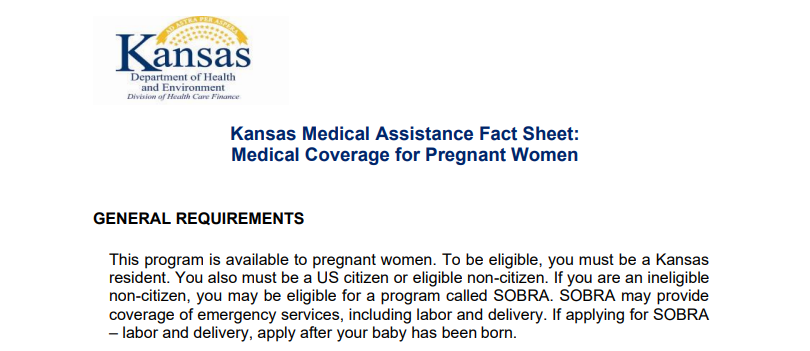 AD ASTRA PER ASPERA
Kansas
Department of Health
and Environment
Division of Health Care Finance
Kansas Medical Assistance Fact Sheet:
Medical Coverage for Pregnant Women
GENERAL REQUIREMENTS
This program is available to pregnant women. To be eligible, you must be a Kansas
resident. You also must be a US citizen or eligible non-citizen. If you are an ineligible
non-citizen, you may be eligible for a program called SOBRA. SOBRA may provide
coverage of emergency services, including labor and delivery. If applying for SOBRA
– labor and delivery, apply after your baby has been born.